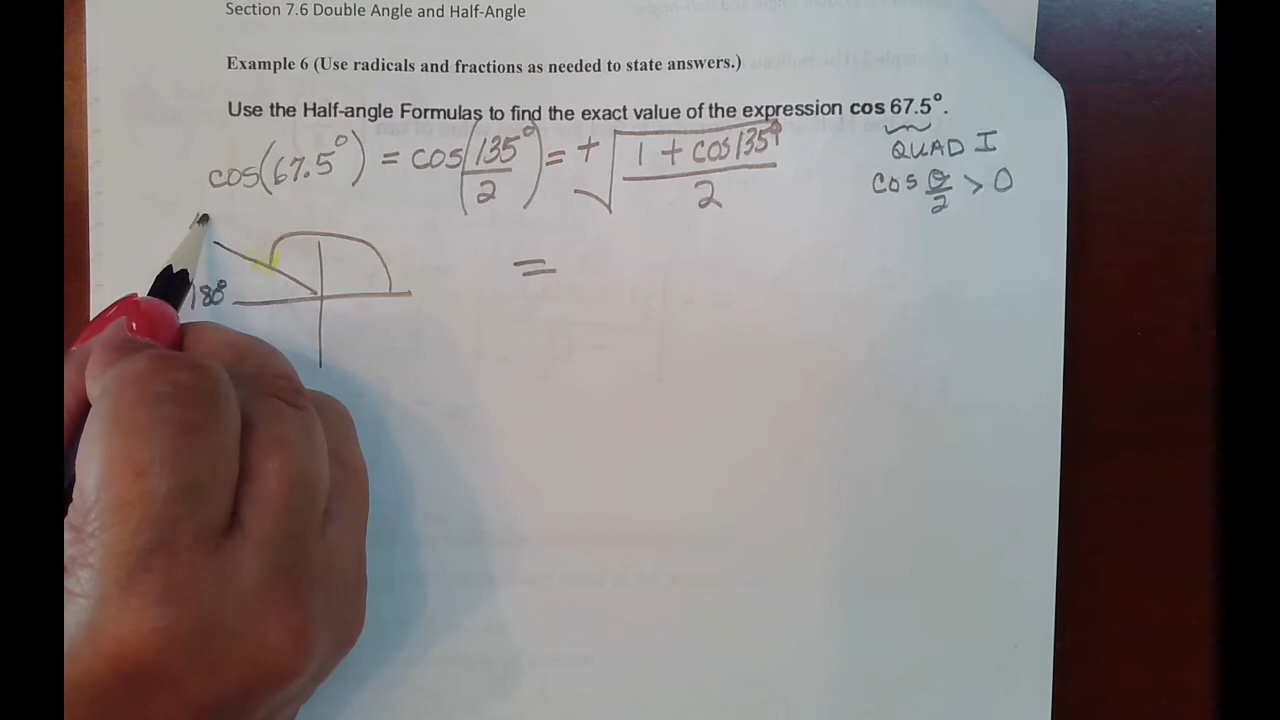 Section 7.6 Double Angle and Half-Angle
Example 6 (Use radicals and fractions as needed to state answers.)
Use the Half-angle Formulas to find the exact value of the expression cos 67.5°.
cos(67.5°) = cos(135°/2) = +√((1 + cos135°)/2)
QUAD I
cos θ/2 > 0
180°
=